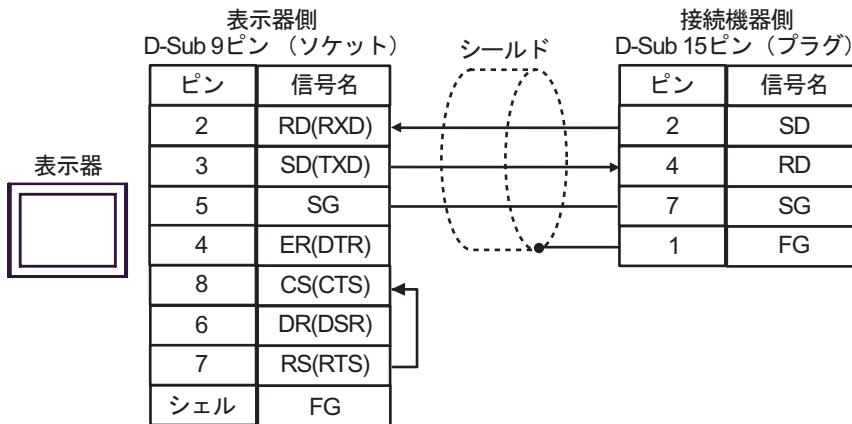 表示器側
D-Sub 9ピン （ソケット）
シールド
接続機器側
D-Sub 15ピン（プラグ）
表示器
ピン 信号名
2 RD(RXD)
3 SD(TXD)
5 SG
4 ER(DTR)
8 CS(CTS)
6 DR(DSR)
7 RS(RTS)
シェル FG
ピン 信号名
2 SD
4 RD
7 SG
1 FG